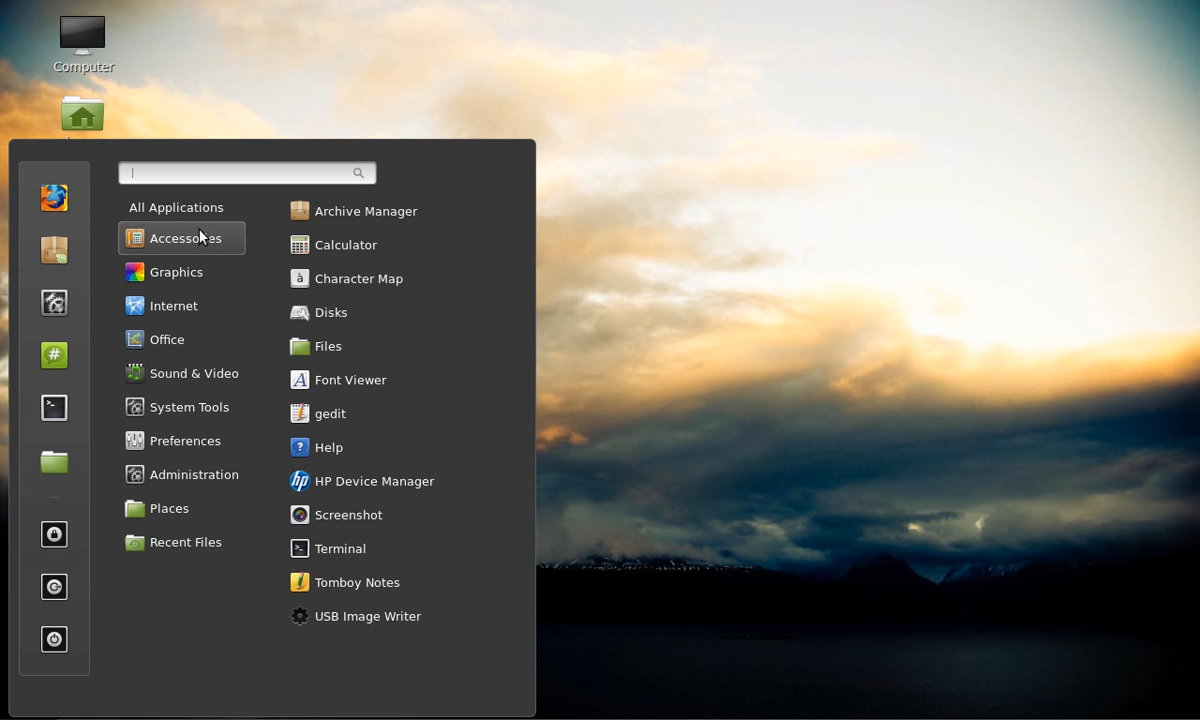 Computer
All Applications
Accessories
Graphics
Internet
Office
Sound & Video
System Tools
Preferences
Administration
Places
Recent Files
Archive Manager
Calculator
Character Map
Disks
Files
Font Viewer
gedit
Help
HP Device Manager
Screenshot
Terminal
Tomboy Notes
USB Image Writer